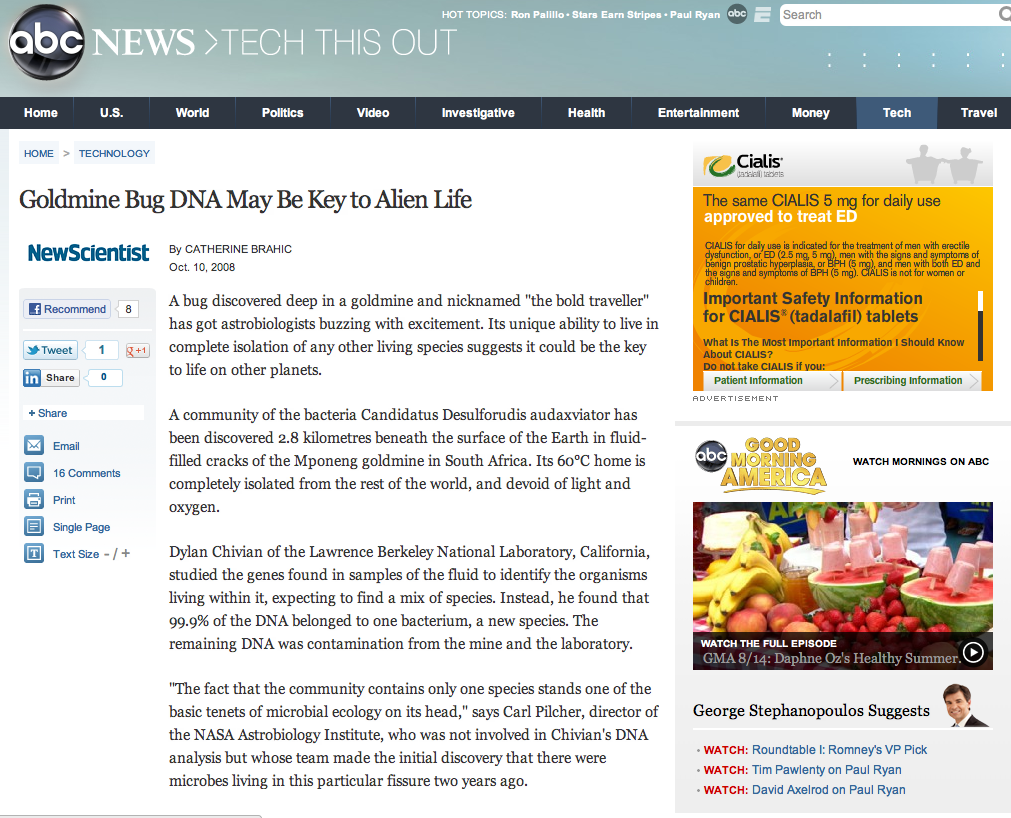 HOT TOPICS: Ron Palillo • Stars Earn Stripes • Paul Ryan
abc
Search
abc NEWS >TECH THIS OUT
Home U.S. World Politics Video Investigative Health Entertainment Money Tech Travel
HOME > TECHNOLOGY
Goldmine Bug DNA May Be Key to Alien Life
NewScientist
By CATHERINE BRAHIC
Oct. 10, 2008
Recommend 8
Tweet 1 +1
in Share 0
+ Share
Email
16 Comments
Print
Single Page
T Text Size - / +
A bug discovered deep in a goldmine and nicknamed "the bold traveller"
has got astrobiologists buzzing with excitement. Its unique ability to live in
complete isolation of any other living species suggests it could be the key
to life on other planets.
A community of the bacteria Candidatus Desulforudis audaxviator has
been discovered 2.8 kilometres beneath the surface of the Earth in fluid-
filled cracks of the Mponeng goldmine in South Africa. Its 60°C home is
completely isolated from the rest of the world, and devoid of light and
oxygen.
Dylan Chivian of the Lawrence Berkeley National Laboratory, California,
studied the genes found in samples of the fluid to identify the organisms
living within it, expecting to find a mix of species. Instead, he found that
99.9% of the DNA belonged to one bacterium, a new species. The
remaining DNA was contamination from the mine and the laboratory.
"The fact that the community contains only one species stands one of the
basic tenets of microbial ecology on its head," says Carl Pilcher, director of
the NASA Astrobiology Institute, who was not involved in Chivian's DNA
analysis but whose team made the initial discovery that there were
microbes living in this particular fissure two years ago.
Cialis
(tadalafil) tablets
The same CIALIS 5 mg for daily use
approved to treat ED
CIALIS for daily use is indicated for the treatment of men with erectile
dysfunction, or ED (2.5 mg, 5 mg), men with the signs and symptoms of
benign prostatic hyperplasia, or BPH (5 mg), and men with both ED and
the signs and symptoms of BPH (5 mg). CIALIS is not for women or
children.
Important Safety Information
for CIALIS® (tadalafil) tablets
What Is The Most Important Information I Should Know
About CIALIS?
Do not take CIALIS if you:
Patient Information Prescribing Information
ADVERTISEMENT
abc GOOD
MORNING
AMERICA
WATCH MORNINGS ON ABC
WATCH THE FULL EPISODE
GMA 8/14: Daphne Oz's Healthy Summer.
George Stephanopoulos Suggests
• WATCH: Roundtable I: Romney's VP Pick
• WATCH: Tim Pawlenty on Paul Ryan
• WATCH: David Axelrod on Paul Ryan